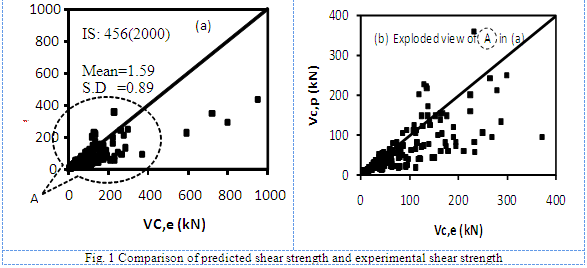 (a)
IS: 456(2000)
Mean=1.59
S.D =0.89
1000
800
600
400
200
0
A
0 200 400 600 800 1000
VC,e (kN)
(b) Exploded view of A in (a)
Vc,p (kN)
400
300
200
100
0
0 100 200 300 400
Vc,e (kN)
Fig. 1 Comparison of predicted shear strength and experimental shear strength